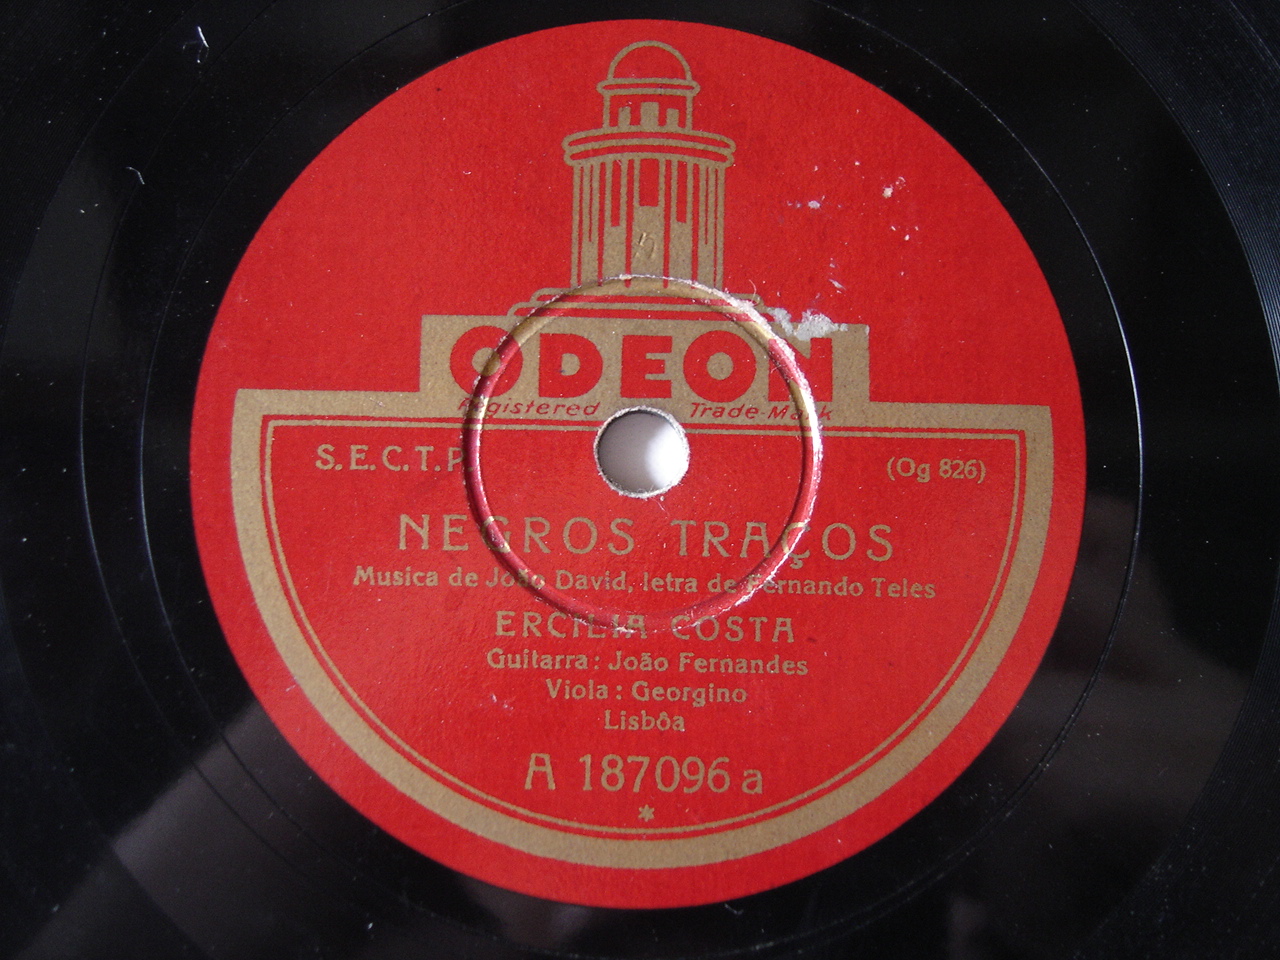 ODEON
Registered Trade-Mark
S.E.C.T.P.
(Og 826)
NEGROS TRAÇOS
Musica de João David, letra de Fernando Teles
ERCILIA COSTA
Guitarra: João Fernandes
Viola: Georgino
Lisbôa
A 187096 a
*